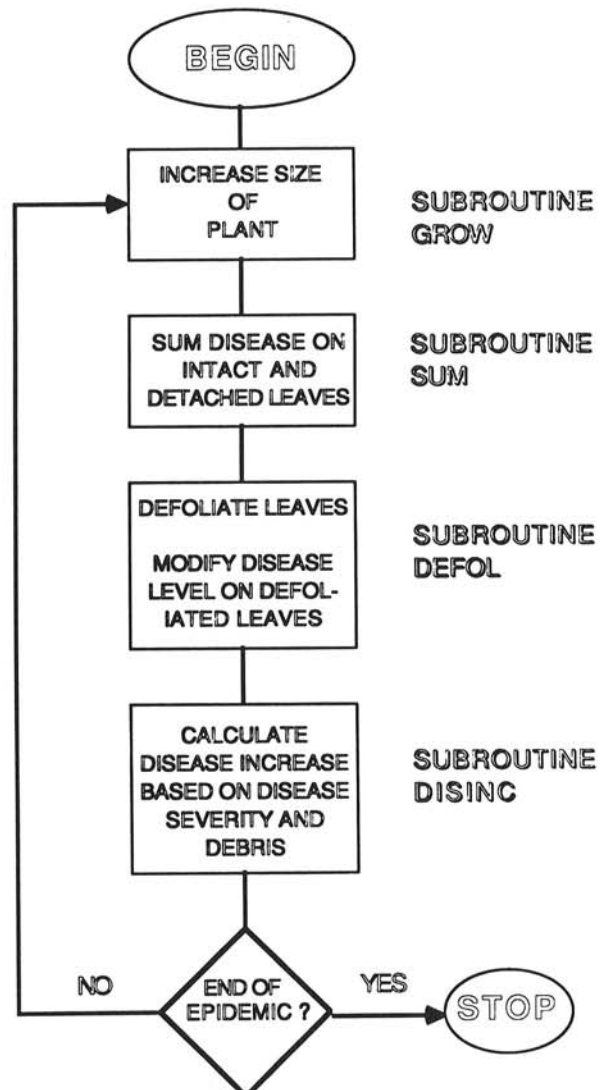 BEGIN
INCREASE SIZE
OF
PLANT
SUBROUTINE
GROW
SUM DISEASE ON
INTACT AND
DETACHED LEAVES
SUBROUTINE
SUM
DEFOLIATE LEAVES
MODIFY DISEASE
LEVEL ON DEFOL-
IATED LEAVES
SUBROUTINE
DEFOL
CALCULATE
DISEASE INCREASE
BASED ON DISEASE
SEVERITY AND
DEBRIS
SUBROUTINE
DISINC
NO
END OF
EPIDEMIC ?
YES
STOP